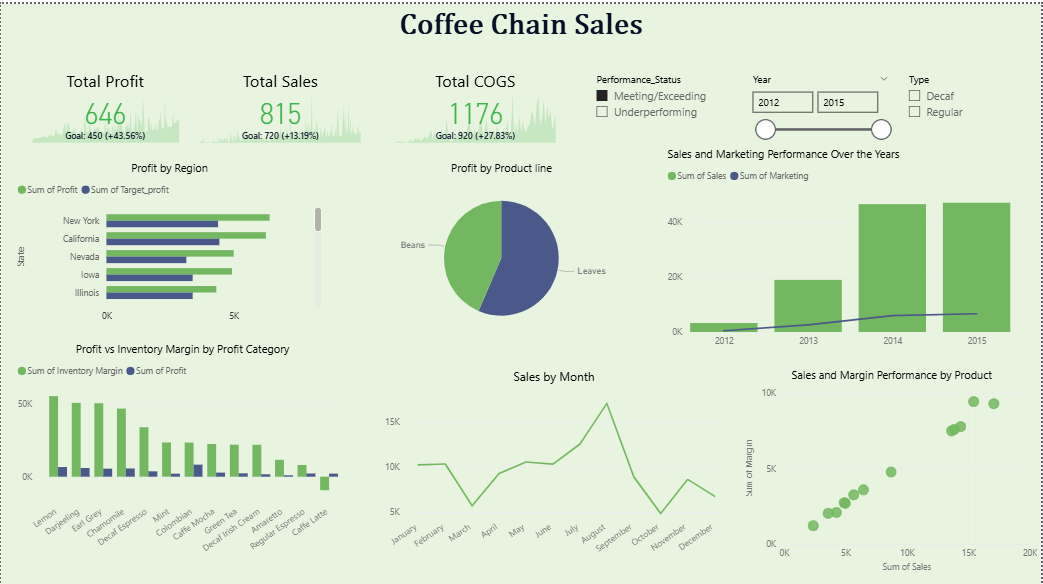 Coffee Chain Sales
Total Profit
646
Goal: 450 (+43.56%)
Total Sales
815
Goal: 720 (+13.19%)
Total COGS
1176
Goal: 920 (+27.83%)
Performance_Status
Meeting/Exceeding
Underperforming
Year
2012
2015
Type
Decaf
Regular
Profit by Region
Sum of Profit
Sum of Target_profit
State
New York
California
Nevada
Iowa
Illinois
0K
5K
Profit by Product line
Beans
Leaves
Sales and Marketing Performance Over the Years
Sum of Sales
Sum of Marketing
40K
20K
0K
2012
2013
2014
2015
Profit vs Inventory Margin by Profit Category
Sum of Inventory Margin
Sum of Profit
50K
0K
Lemon
Darjeeling
Earl Grey
Chamomile
Decaf Espresso
Mint
Colombian
Caffe Mocha
Green Tea
Decaf Irish Cream
Amaretto
Regular Espresso
Caffe Latte
Sales by Month
15K
10K
5K
January
February
March
April
May
June
July
August
September
October
November
December
Sales and Margin Performance by Product
Sum of Margin
10K
5K
0K
0K
5K
10K
15K
20K
Sum of Sales